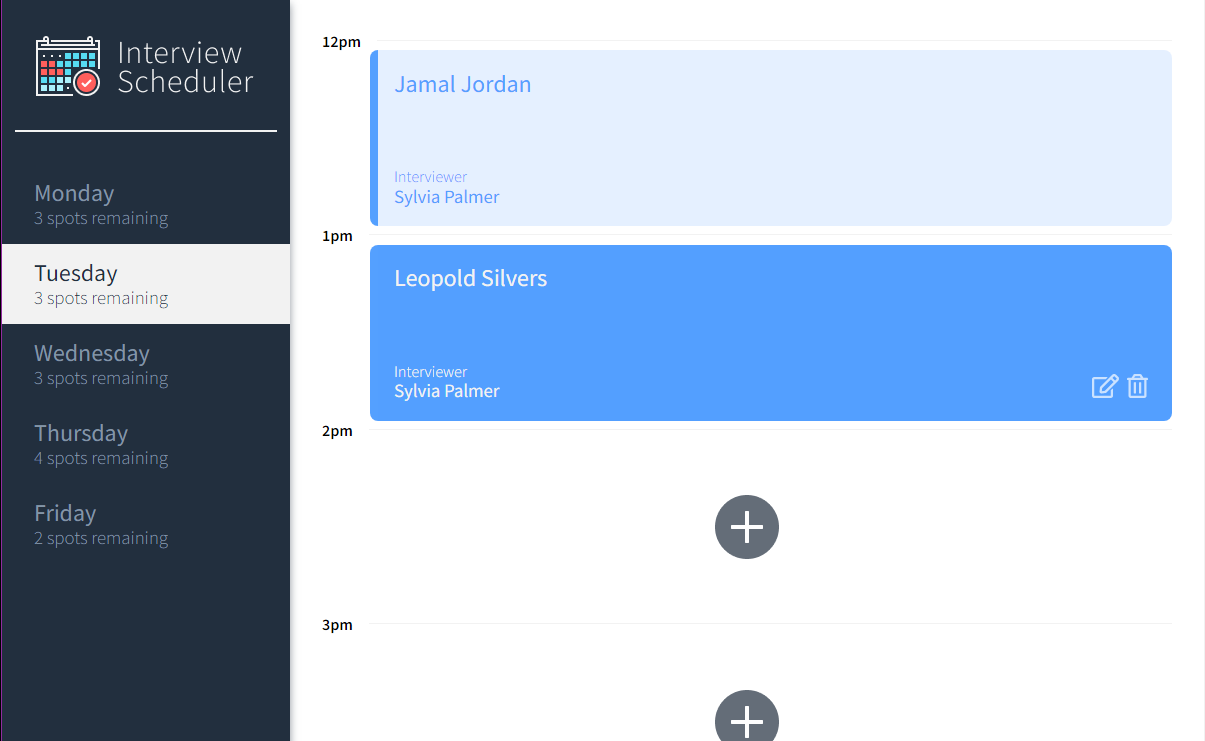 Interview
Scheduler
Monday
3 spots remaining
Tuesday
3 spots remaining
Wednesday
3 spots remaining
Thursday
4 spots remaining
Friday
2 spots remaining
12pm
Jamal Jordan
Interviewer
Sylvia Palmer
1pm
Leopold Silvers
Interviewer
Sylvia Palmer
2pm
3pm